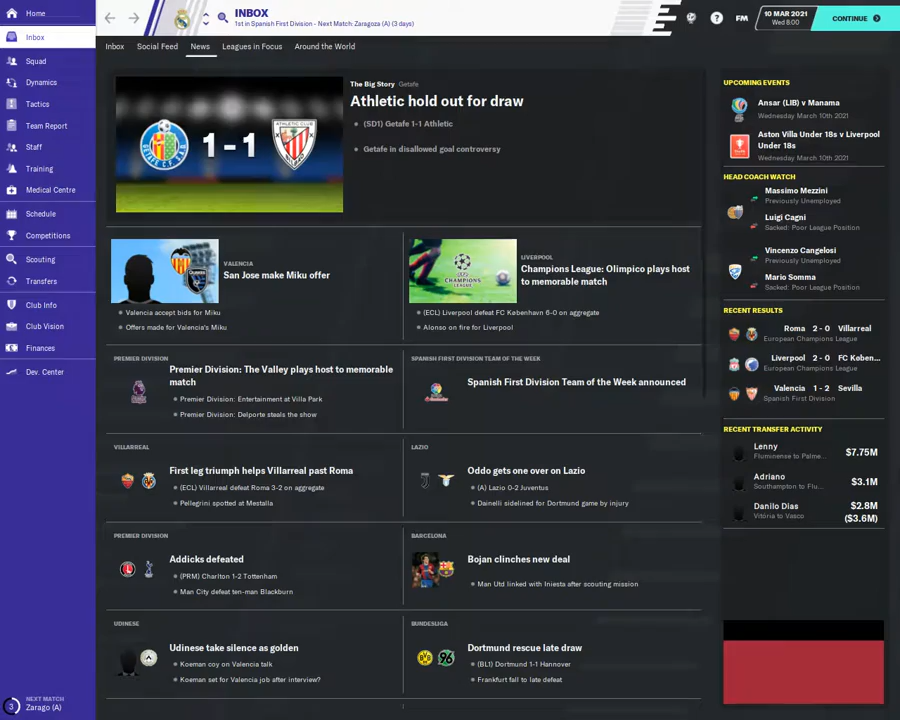 Home
Inbox
Squad
Dynamics
Tactics
Team Report
Staff
Training
Medical Centre
Schedule
Competitions
Scouting
Transfers
Club Info
Club Vision
Finances
Dev. Center
3
NEXT MATCH
Zarago (A)
INBOX
1st in Spanish First Division - Next Match: Zaragoza (A) (3 days)
?
FM
10 MAR 2021
Wed 8:00
CONTINUE
Inbox
Social Feed
News
Leagues in Focus
Around the World
1 - 1
The Big Story Getafe
Athletic hold out for draw
(SD1) Getafe 1-1 Athletic
Getafe in disallowed goal controversy
VALENCIA
San Jose make Miku offer
Valencia accept bids for Miku
Offers made for Valencia's Miku
CHAMPIONS
LEAGUE
LIVERPOOL
Champions League: Olimpico plays host
to memorable match
(ECL) Liverpool defeat FC København 6-0 on aggregate
Alonso on fire for Liverpool
PREMIER DIVISION
Premier Division: The Valley plays host to memorable
match
Premier Division: Entertainment at Villa Park
Premier Division: Delporte steals the show
SPANISH FIRST DIVISION TEAM OF THE WEEK
Spanish First Division Team of the Week announced
VILLARREAL
First leg triumph helps Villarreal past Roma
(ECL) Villarreal defeat Roma 3-2 on aggregate
Pellegrini spotted at Mestalla
LAZIO
Oddo gets one over on Lazio
(A) Lazio 0-2 Juventus
Dainelli sidelined for Dortmund game by injury
PREMIER DIVISION
Addicks defeated
(PRM) Charlton 1-2 Tottenham
Man City defeat ten-man Blackburn
BARCELONA
Bojan clinches new deal
Man Utd linked with Iniesta after scouting mission
UDINESE
Udinese take silence as golden
Koeman coy on Valencia talk
Koeman set for Valencia job after interview?
BUNDESLIGA
Dortmund rescue late draw
(BL1) Dortmund 1-1 Hannover
Frankfurt fall to late defeat
UPCOMING EVENTS
Ansar (LIB) v Manama
Wednesday March 10th 2021
Aston Villa Under 18s v Liverpool
Under 18s
Wednesday March 10th 2021
HEAD COACH WATCH
Massimo Mezzini
Previously Unemployed
Luigi Cagni
Sacked: Poor League Position
Vincenzo Cangelosi
Previously Unemployed
Mario Somma
Sacked: Poor League Position
RECENT RESULTS
Roma 2 - 0 Villarreal
European Champions League
Liverpool 2 - 0 FC Køben...
European Champions League
Valencia 1 - 2 Sevilla
Spanish First Division
RECENT TRANSFER ACTIVITY
Lenny
Fluminense to Palme...
$7.75M
Adriano
Southampton to Flu...
$3.1M
Danilo Dias
Vitória to Vasco
$2.8M
($3.6M)